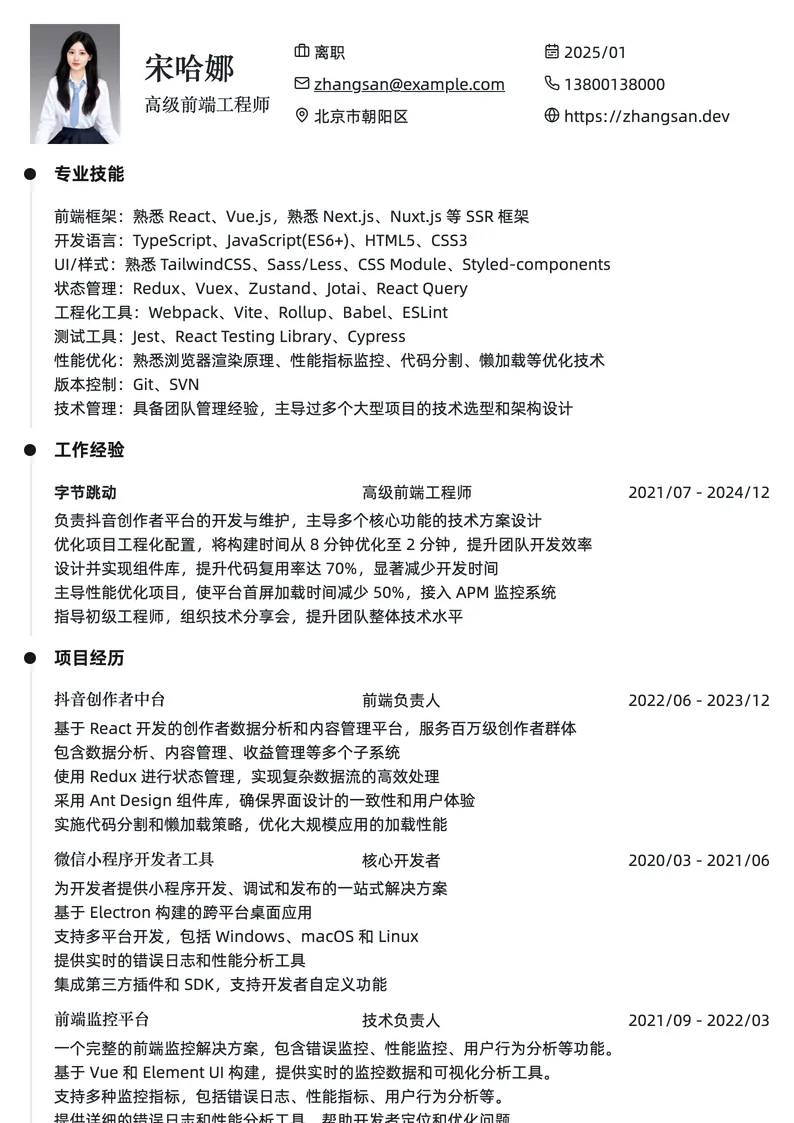 宋哈娜
高级前端工程师
离职
2025/01
zhangsan@example.com
13800138000
北京市朝阳区
https://zhangsan.dev
专业技能
前端框架：熟悉 React、Vue.js，熟悉 Next.js、Nuxt.js 等 SSR 框架
开发语言：TypeScript、JavaScript(ES6+)、HTML5、CSS3
UI/样式：熟悉 TailwindCSS、Sass/Less、CSS Module、Styled-components
状态管理：Redux、Vuex、Zustand、Jotai、React Query
工程化工具：Webpack、Vite、Rollup、Babel、ESLint
测试工具：Jest、React Testing Library、Cypress
性能优化：熟悉浏览器渲染原理、性能指标监控、代码分割、懒加载等优化技术
版本控制：Git、SVN
技术管理：具备团队管理经验，主导过多个大型项目的技术选型和架构设计
工作经验
字节跳动 高级前端工程师 2021/07 - 2024/12
负责抖音创作者平台的开发与维护，主导多个核心功能的技术方案设计
优化项目工程化配置，将构建时间从 8 分钟优化至 2 分钟，提升团队开发效率
设计并实现组件库，提升代码复用率达 70%，显著减少开发时间
主导性能优化项目，使平台首屏加载时间减少 50%，接入 APM 监控系统
指导初级工程师，组织技术分享会，提升团队整体技术水平
项目经历
抖音创作者中台 前端负责人 2022/06 - 2023/12
基于 React 开发的创作者数据分析和内容管理平台，服务百万级创作者群体
包含数据分析、内容管理、收益管理等多个子系统
使用 Redux 进行状态管理，实现复杂数据流的高效处理
采用 Ant Design 组件库，确保界面设计的一致性和用户体验
实施代码分割和懒加载策略，优化大规模应用的加载性能
微信小程序开发者工具 核心开发者 2020/03 - 2021/06
为开发者提供小程序开发、调试和发布的一站式解决方案
基于 Electron 构建的跨平台桌面应用
支持多平台开发，包括 Windows、macOS 和 Linux
提供实时的错误日志和性能分析工具
集成第三方插件和 SDK，支持开发者自定义功能
前端监控平台 技术负责人 2021/09 - 2022/03
一个完整的前端监控解决方案，包含错误监控、性能监控、用户行为分析等功能。
基于 Vue 和 Element UI 构建，提供实时的监控数据和可视化分析工具。
支持多种监控指标，包括错误日志、性能指标、用户行为分析等。
提供详细的错误日志和性能分析工具，帮助开发者定位和优化问题